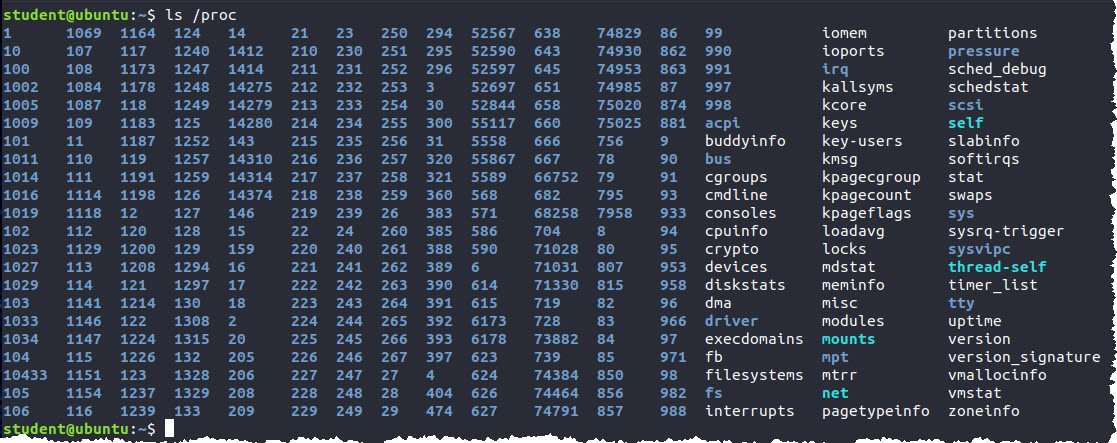 student@ubuntu:~$ ls /proc
1 1069 1164 124 14 21 23 250 294 52567 638 74829 86 99 iomem partitions
10 107 117 1240 1412 210 230 251 295 52590 643 74930 862 990 ioports pressure
100 108 1173 1247 1414 211 231 252 296 52597 645 74953 863 991 irq sched_debug
1002 1084 1178 1248 14275 212 232 253 3 52697 651 74985 87 997 kallsyms schedstat
1005 1087 118 1249 14279 213 233 254 30 52844 658 75020 874 998 kcore scsi
1009 109 1183 125 14280 214 234 255 300 55117 660 75025 881 acpi keys self
101 11 1187 1252 143 215 235 256 31 5558 666 756 9 buddyinfo key-users slabinfo
1011 110 119 1257 14310 216 236 257 320 55867 667 78 90 bus kmsg softirqs
1014 111 1191 1259 14314 217 237 258 321 5589 66752 79 91 cgroups kpagecgroup stat
1016 1114 1198 126 14374 218 238 259 360 568 682 795 93 cmdline kpagecount swaps
1019 1118 12 127 146 219 239 26 383 571 68258 7958 933 consoles kpageflags sys
102 112 120 128 15 22 24 260 385 586 704 8 94 cpuinfo loadavg sysrq-trigger
1023 1129 1200 129 159 220 240 261 388 590 71028 80 95 crypto locks sysvipc
1027 113 1208 1294 16 221 241 262 389 6 71031 807 953 devices mdstat thread-self
1029 114 121 1297 17 222 242 263 390 614 71330 815 958 diskstats meminfo timer_list
103 1141 1214 130 18 223 243 264 391 615 719 82 96 dma misc tty
1033 1146 122 1308 2 224 244 265 392 6173 728 83 966 driver modules uptime
1034 1147 1224 1315 20 225 245 266 393 6178 73882 84 97 execdomains mounts version
104 115 1226 132 205 226 246 267 397 623 739 85 971 fb mpt version_signature
10433 1151 123 1328 206 227 247 27 4 624 74384 850 98 filesystems mtrr vmallocinfo
105 1154 1237 1329 208 228 248 28 404 626 74464 856 982 fs net vmstat
106 116 1239 133 209 229 249 29 474 627 74791 857 988 interrupts pagetypeinfo zoneinfo
student@ubuntu:~$